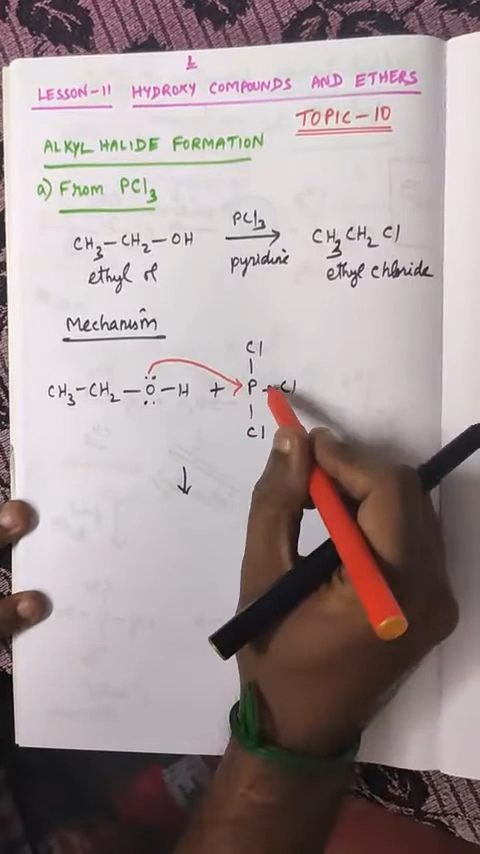 LESSON-11 HYDROXY COMPOUNDS AND ETHERS
TOPIC-10
ALKYL HALIDE FORMATION
a) From PCl3
CH3-CH2-OH PCl3 CH3CH2Cl
ethyl ol pyridine ethyl chloride
Mechanism
Cl
CH3-CH2-O-H + P-Cl
Cl